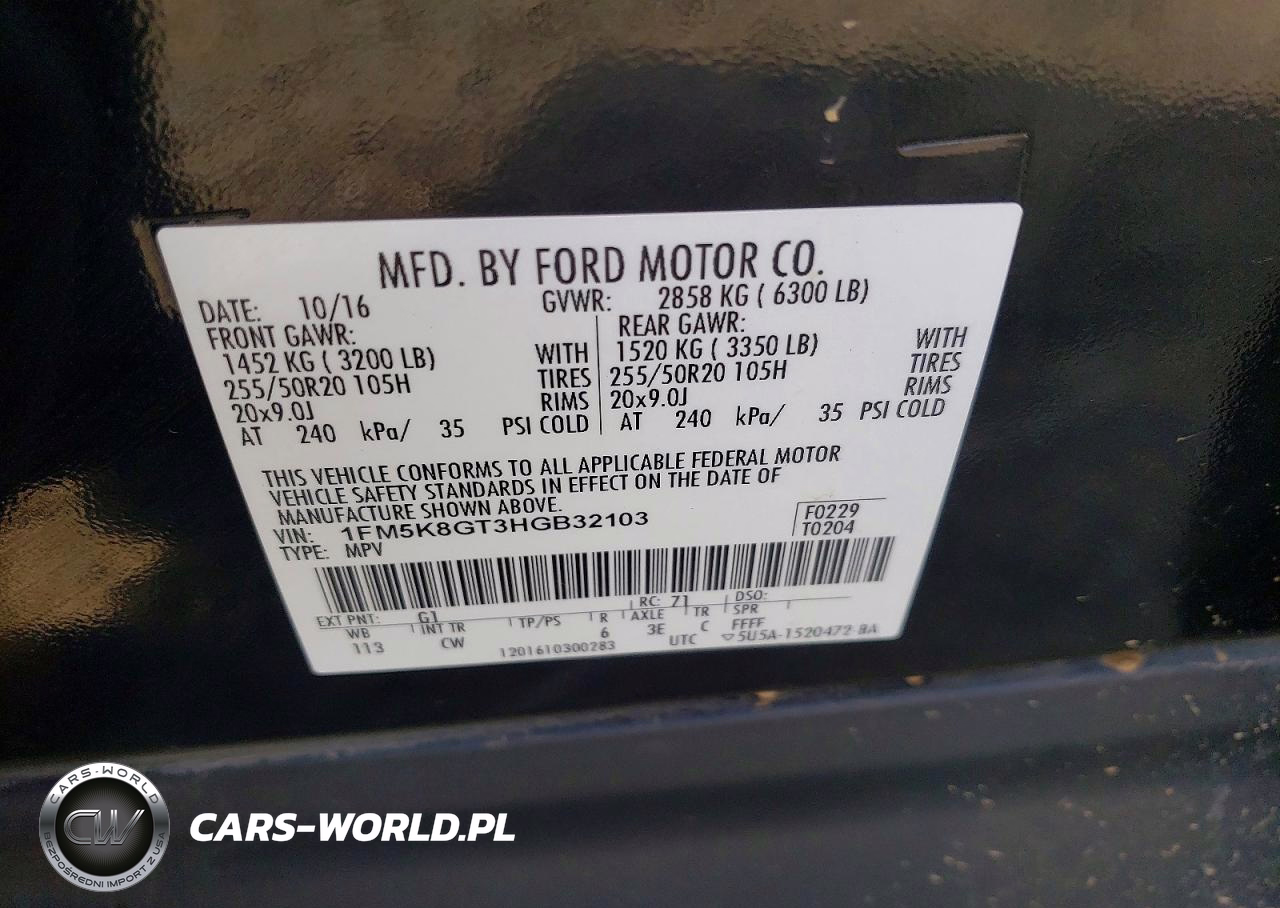 MFD. BY FORD MOTOR CO.
DATE: 10/16 GVWR: 2858 KG ( 6300 LB)
FRONT GAWR: REAR GAWR:
1452 KG ( 3200 LB) WITH 1520 KG ( 3350 LB) WITH
255/50R20 105H TIRES 255/50R20 105H TIRES
20x9.0J RIMS 20x9.0J RIMS
AT 240 kPa/ 35 PSI COLD AT 240 kPa/ 35 PSI COLD
THIS VEHICLE CONFORMS TO ALL APPLICABLE FEDERAL MOTOR
VEHICLE SAFETY STANDARDS IN EFFECT ON THE DATE OF
MANUFACTURE SHOWN ABOVE.
VIN: 1FM5K8GT3HGB32103 F0229
TYPE: MPV T0204
EXT PNT: G1 RC: 71 DSO:
WB INT TR TP/PS R AXLE TR SPR
113 CW 6 3E C FFFF
1201610300283 UTC ▽5U5A-1520472-BA
CARS-WORLD
CW
BEZPOŚREDNI IMPORT Z USA
CARS-WORLD.PL